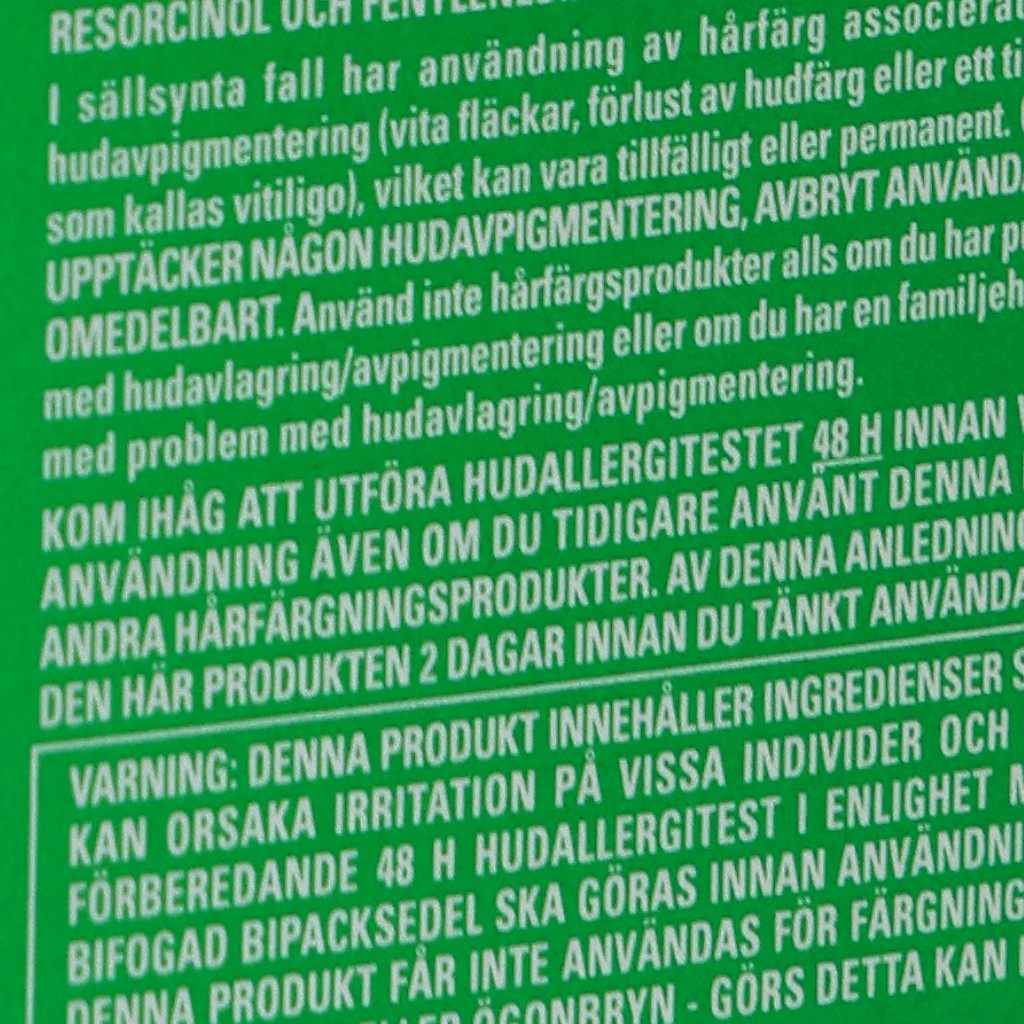 RESORCINOL OCH
I sällsynta fall har användning av hårfärg
hudavpigmentering (vita fläckar, förlust av hudfärg eller ett
som kallas vitiligo), vilket kan vara tillfälligt eller permanent.
UPPTÄCKER NÅGON HUDAVPIGMENTERING, AVBRYT
OMEDELBART. Använd inte hårfärgsprodukter alls om du har
med hudavlagring/avpigmentering eller om du har en
med problem med hudavlagring/avpigmentering.
KOM IHÅG ATT UTFÖRA HUDALLERGITESTET 48 H INNAN
ANVÄNDNING ÄVEN OM DU TIDIGARE ANVÄNT DENNA
ANDRA HÅRFÄRGNINGSPRODUKTER. AV DENNA ANLEDNING
DEN HÄR PRODUKTEN 2 DAGAR INNAN DU TÄNKT ANVÄNDA
VARNING: DENNA PRODUKT INNEHÅLLER INGREDIENSER
KAN ORSAKA IRRITATION PÅ VISSA INDIVIDER OCH
FÖRBEREDANDE 48 H HUDALLERGITEST I ENLIGHET
BIFOGAD BIPACKSEDEL SKA GÖRAS INNAN
DENNA PRODUKT FÅR INTE ANVÄNDAS FÖR FÄRGNING
ÖGONBRYN - GÖRS DETTA KAN